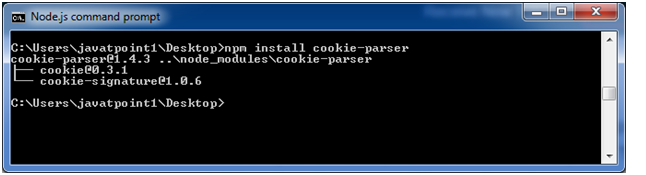 Node.js command prompt
C:\Users\javatpoint1\Desktop>npm install cookie-parser
cookie-parser@1.4.3 ..\node_modules\cookie-parser
├── cookie@0.3.1
└── cookie-signature@1.0.6
C:\Users\javatpoint1\Desktop>